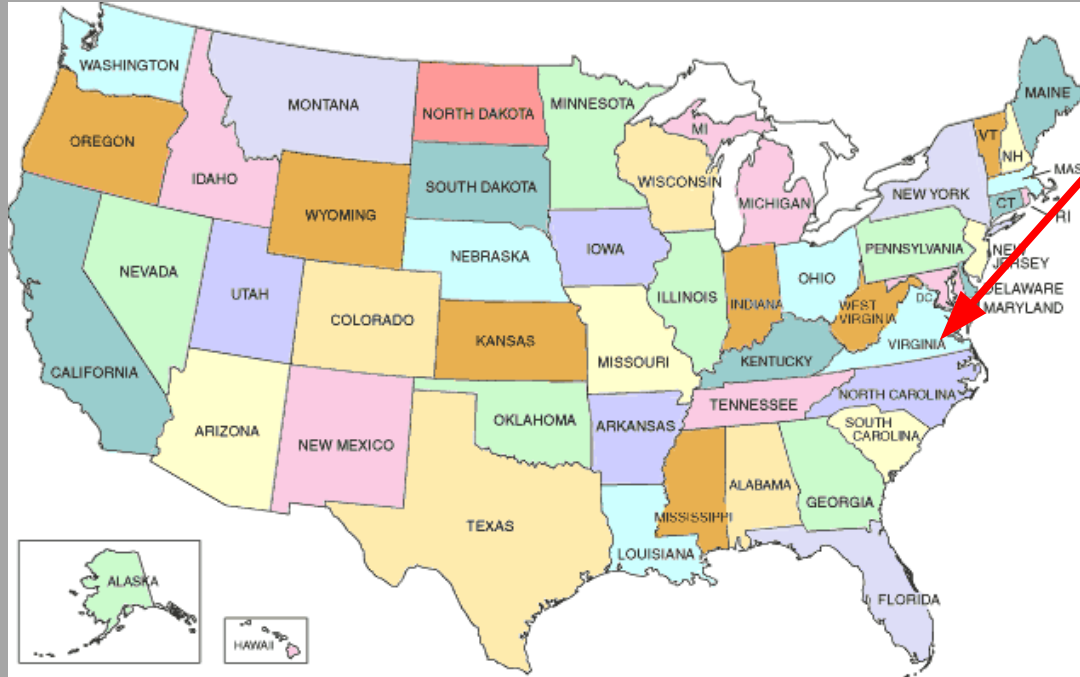 WASHINGTON
MONTANA
NORTH DAKOTA
MINNESOTA
MAINE
OREGON
IDAHO
SOUTH DAKOTA
WISCONSIN
MI
MICHIGAN
VT
NH
MAS
NEW YORK
CT
RI
WYOMING
NEBRASKA
IOWA
PENNSYLVANIA
NEW
JERSEY
NEVADA
UTAH
COLORADO
KANSAS
ILLINOIS
INDIANA
OHIO
WEST
VIRGINIA
DC
DELAWARE
MARYLAND
CALIFORNIA
MISSOURI
KENTUCKY
VIRGINIA
ARIZONA
NEW MEXICO
OKLAHOMA
ARKANSAS
TENNESSEE
NORTH CAROLINA
SOUTH
CAROLINA
TEXAS
LOUISIANA
MISSISSIPPI
ALABAMA
GEORGIA
FLORIDA
ALASKA
HAWAII